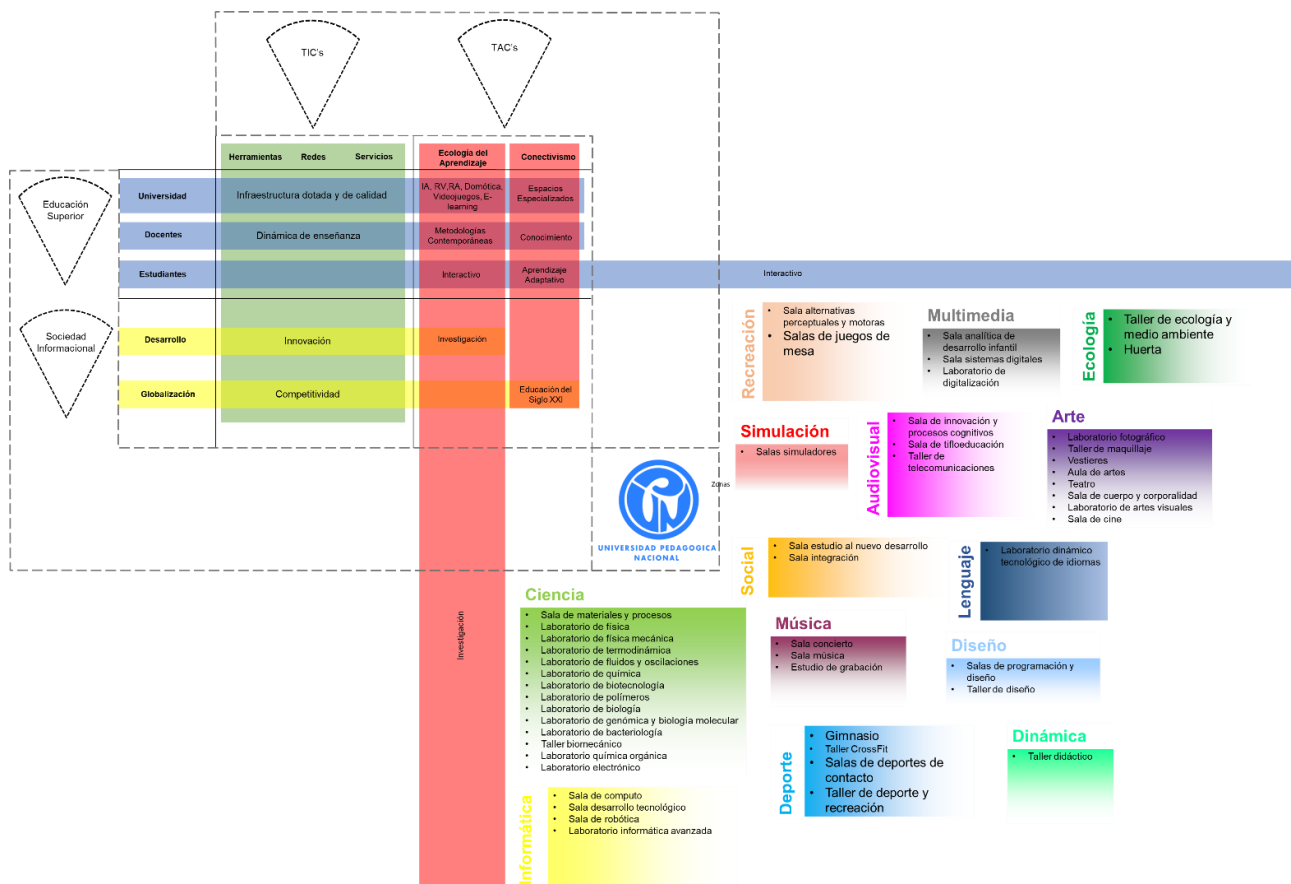 TIC's
TAC's
Herramientas Redes Servicios
Ecología del
Aprendizaje
Conectivismo
Educación
Superior
Universidad
Infraestructura dotada y de calidad
IA, RV,RA, Domótica,
Videojuegos, E-
learning
Espacios
Especializados
Docentes
Dinámica de enseñanza
Metodologías
Contemporáneas
Conocimiento
Estudiantes
Interactivo
Aprendizaje
Adaptativo
Interactivo
Sociedad
Informacional
Desarrollo
Innovación
Investigación
Globalización
Competitividad
Educación del
Siglo XXI
UNIVERSIDAD PEDAGOGICA
NACIONAL
Zonas
Investigación
Recreación
• Sala alternativas
perceptuales y motoras
• Salas de juegos de
mesa
Multimedia
• Sala analítica de
desarrollo infantil
• Sala sistemas digitales
• Laboratorio de
digitalización
Ecología
• Taller de ecología y
medio ambiente
• Huerta
Simulación
• Salas simuladores
Audiovisual
• Sala de innovación y
procesos cognitivos
• Sala de tifloeducación
• Taller de
telecomunicaciones
Arte
• Laboratorio fotográfico
• Taller de maquillaje
• Vestieres
• Aula de artes
• Teatro
• Sala de cuerpo y corporalidad
• Laboratorio de artes visuales
• Sala de cine
Social
• Sala estudio al nuevo desarrollo
• Sala integración
Lenguaje
• Laboratorio dinámico
tecnológico de idiomas
Ciencia
• Sala de materiales y procesos
• Laboratorio de física
• Laboratorio de física mecánica
• Laboratorio de termodinámica
• Laboratorio de fluidos y oscilaciones
• Laboratorio de química
• Laboratorio de biotecnología
• Laboratorio de polímeros
• Laboratorio de biología
• Laboratorio de genómica y biología molecular
• Laboratorio de bacteriología
• Taller biomecánico
• Laboratorio química orgánica
• Laboratorio electrónico
Música
• Sala concierto
• Sala música
• Estudio de grabación
Diseño
• Salas de programación y
diseño
• Taller de diseño
Deporte
• Gimnasio
• Taller CrossFit
• Salas de deportes de
contacto
• Taller de deporte y
recreación
Dinámica
• Taller didáctico
Informática
• Sala de computo
• Sala desarrollo tecnológico
• Sala de robótica
• Laboratorio informática avanzada